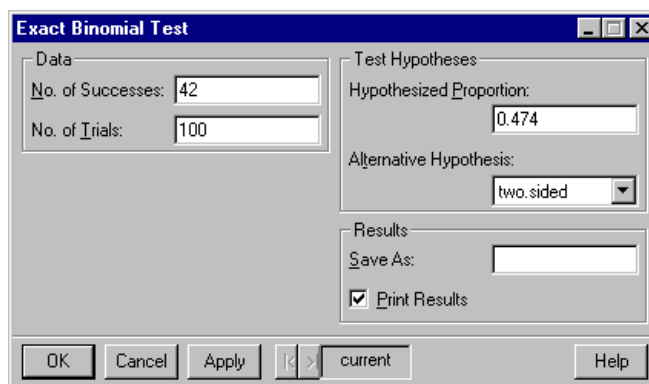 Exact Binomial Test
Data
No. of Successes: 42
No. of Trials: 100
Test Hypotheses
Hypothesized Proportion:
0.474
Alternative Hypothesis:
two.sided
Results
Save As:
Print Results
OK Cancel Apply current Help